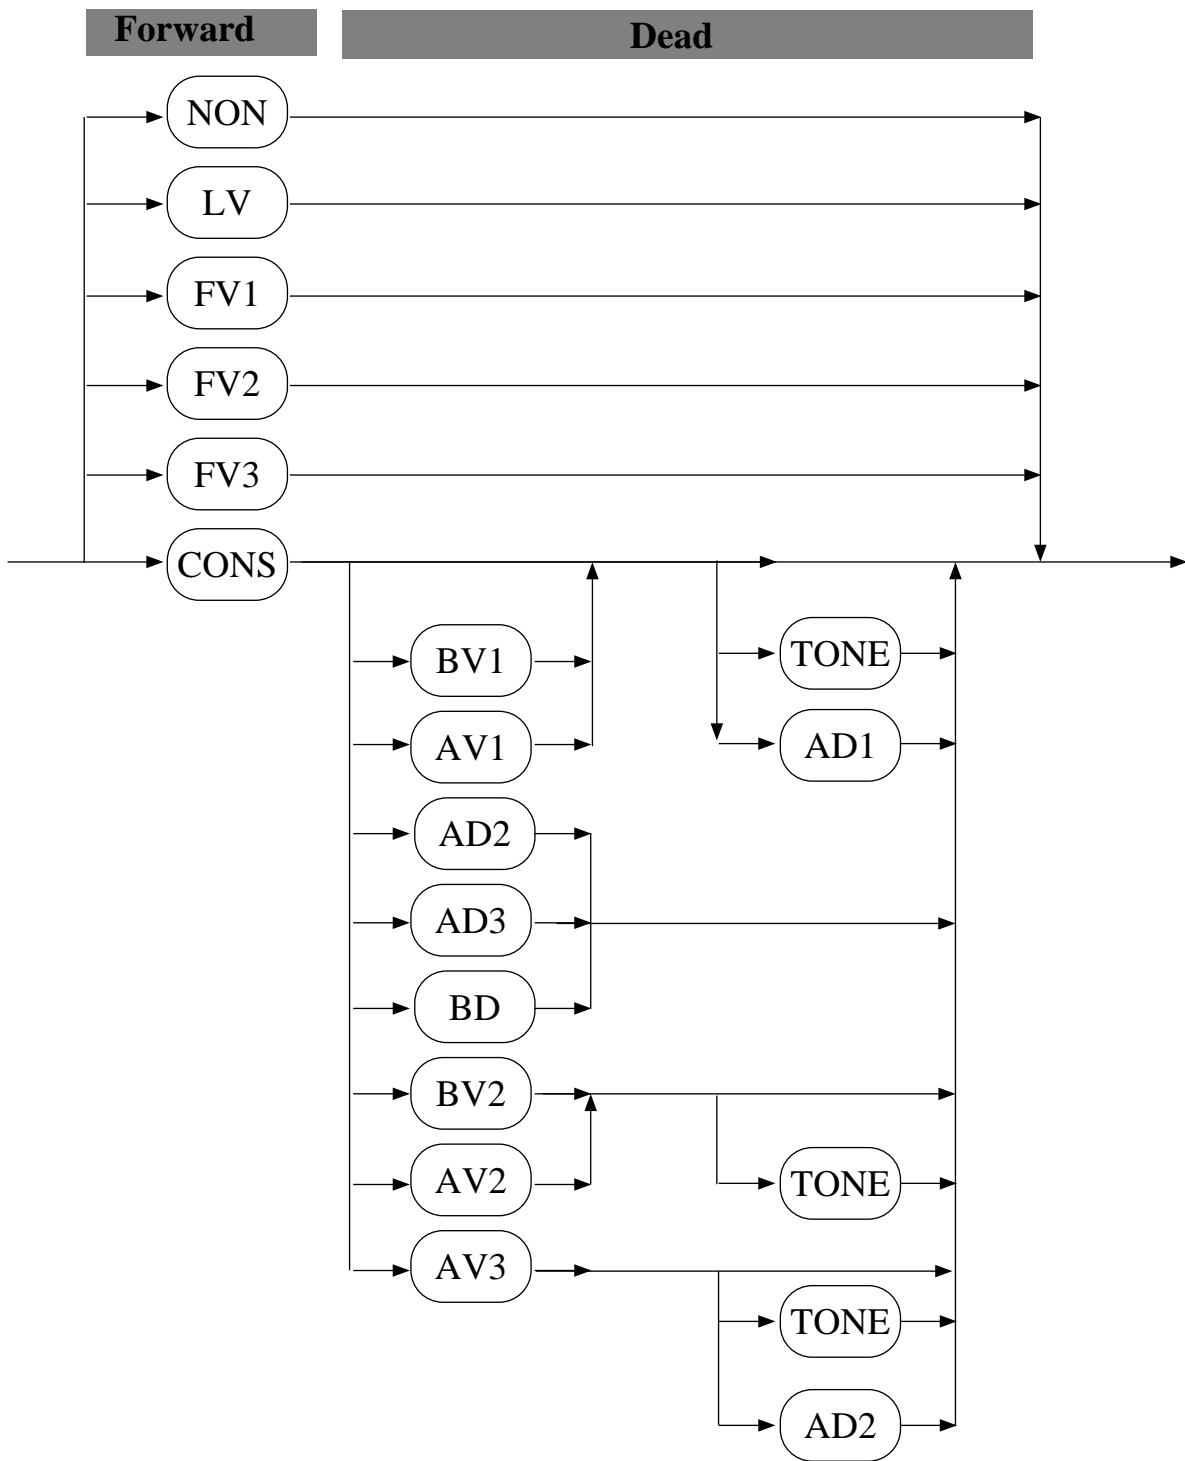 Forward Dead
NON
LV
FV1
FV2
FV3
CONS
BV1 TONE
AV1 AD1
AD2
AD3
BD
BV2
AV2 TONE
AV3
TONE
AD2